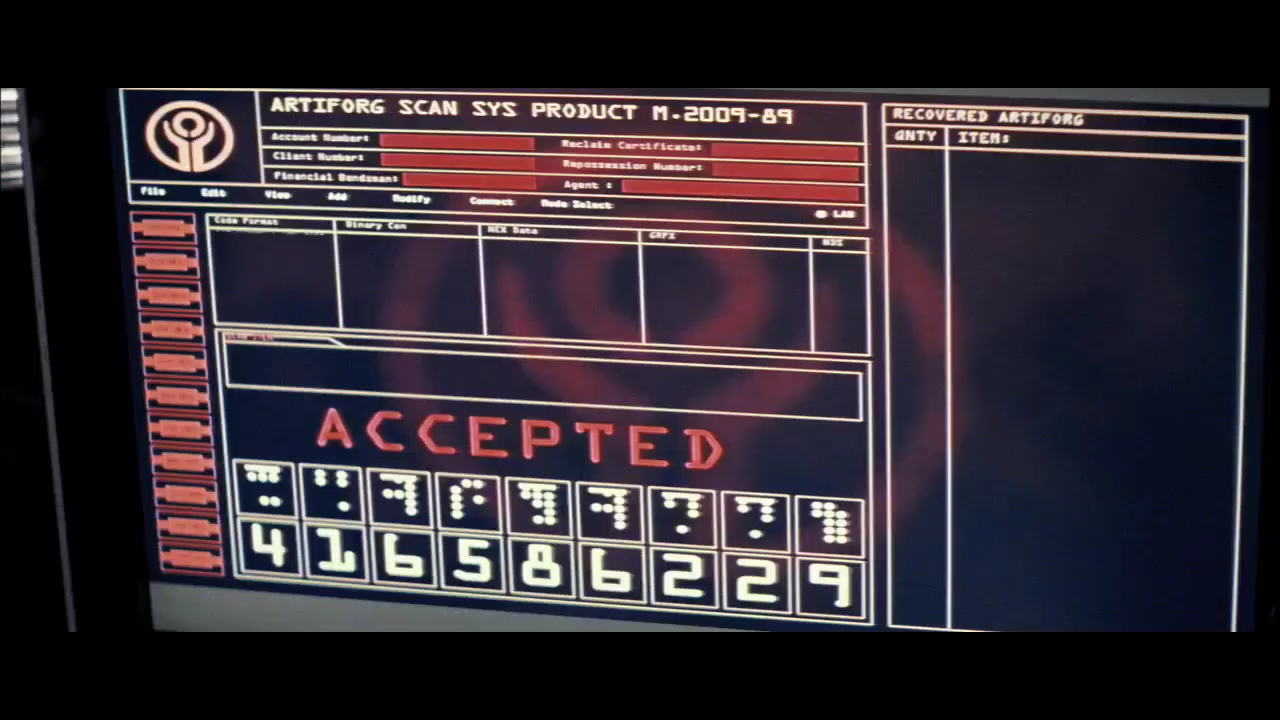 ARTIFORG SCAN SYS PRODUCT M.2009-89
Account Number:
Reclaim Certificate:
Client Number:
Repossession Number:
Financial Bondsman:
Agent :
File Edit View Add Modify Connect Mode Select
LAB
Code Format Binary Con HEX Data GRFX
ACCEPTED
4 1 6 5 8 6 2 2 9
RECOVERED ARTIFORG
QNTY ITEM: